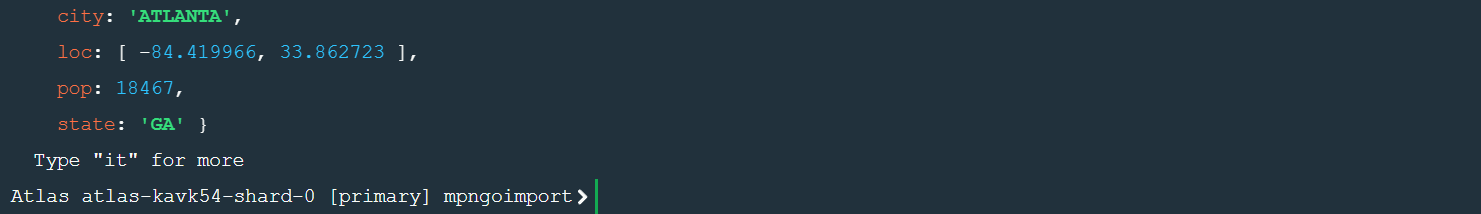 city: 'ATLANTA',
loc: [ -84.419966, 33.862723 ],
pop: 18467,
state: 'GA' }
Type "it" for more
Atlas atlas-kavk54-shard-0 [primary] mpngoimport>